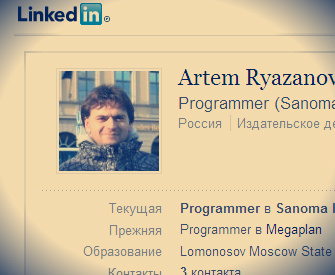 LinkedIn®
Artem Ryazanov
Programmer (Sanoma
Россия | Издательское де
Текущая Programmer в Sanoma
Прежняя Programmer в Megaplan
Образование Lomonosov Moscow State
Контакты 3 контакта